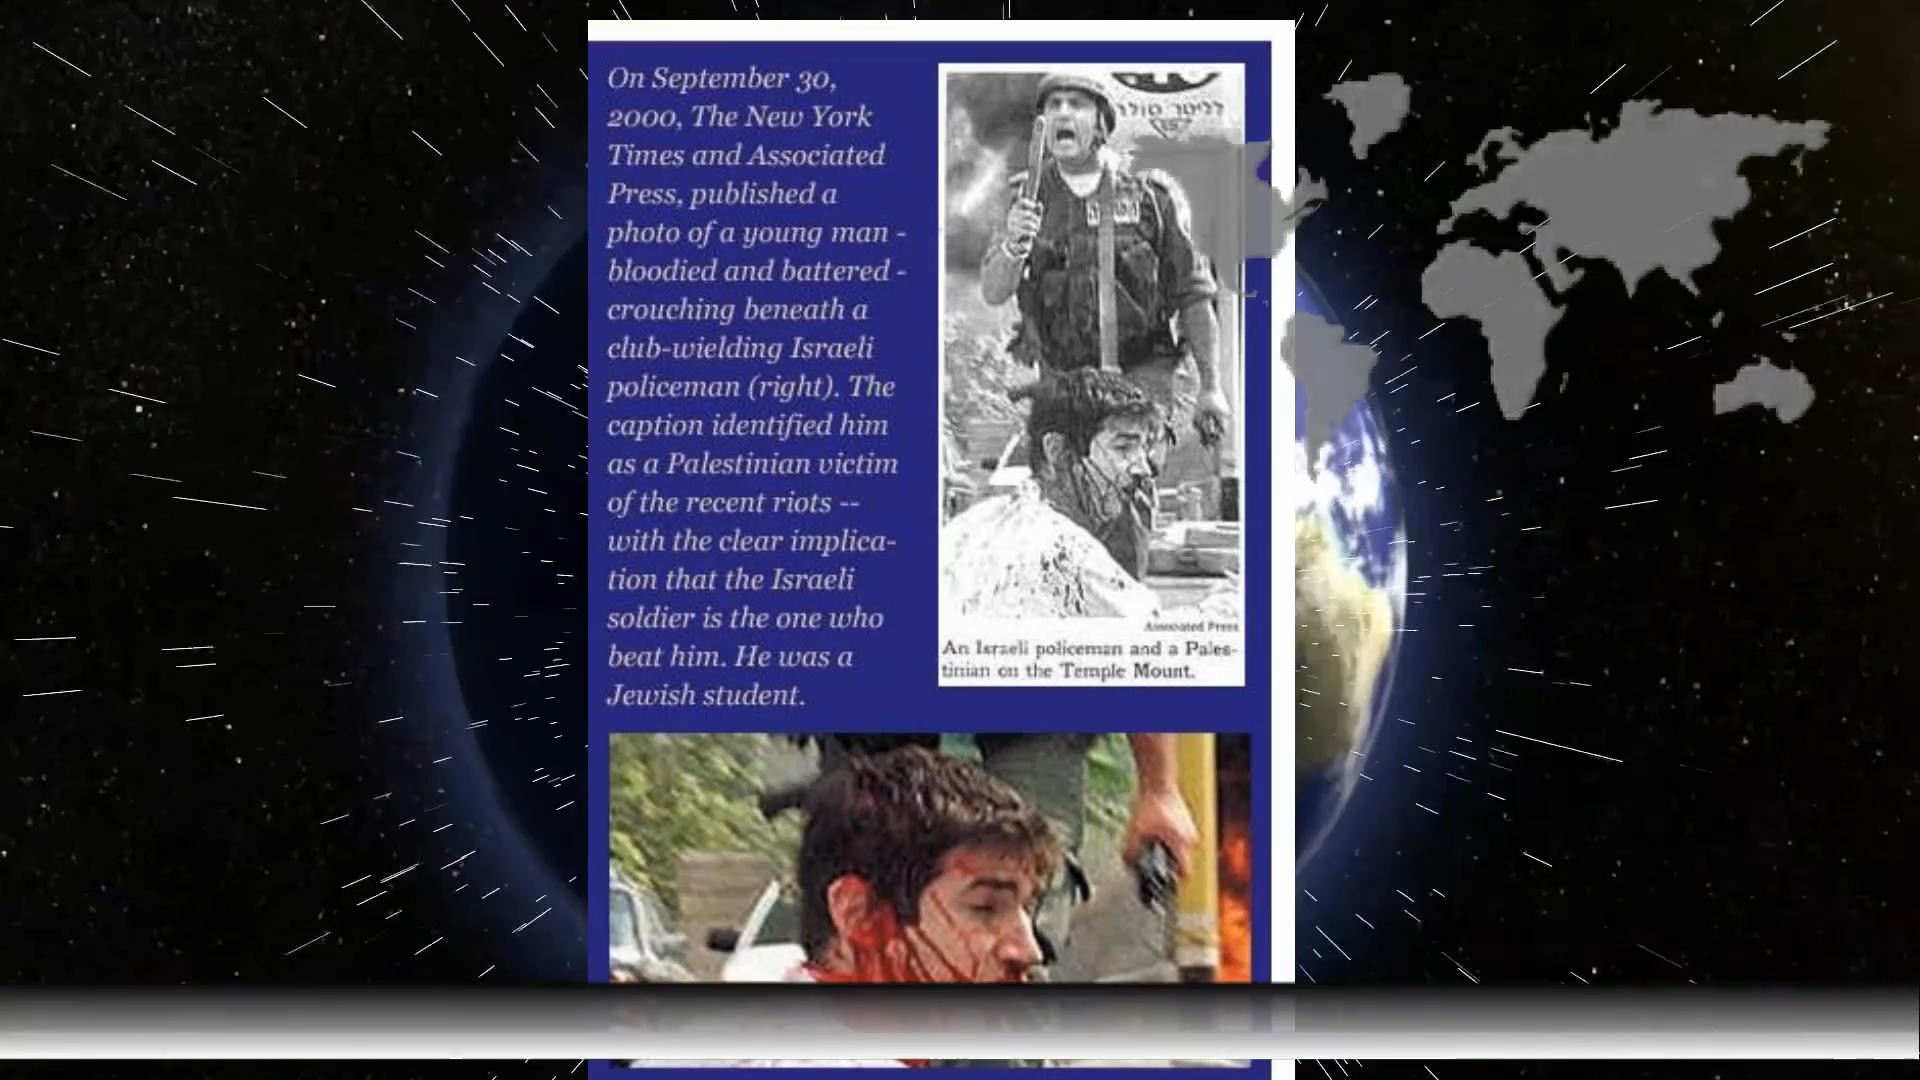 On September 30,
2000, The New York
Times and Associated
Press, published a
photo of a young man -
bloodied and battered -
crouching beneath a
club-wielding Israeli
policeman (right). The
caption identified him
as a Palestinian victim
of the recent riots --
with the clear implica-
tion that the Israeli
soldier is the one who
beat him. He was a
Jewish student.
לליטר סולר
Associated Press
An Israeli policeman and a Pales-
tinian on the Temple Mount.